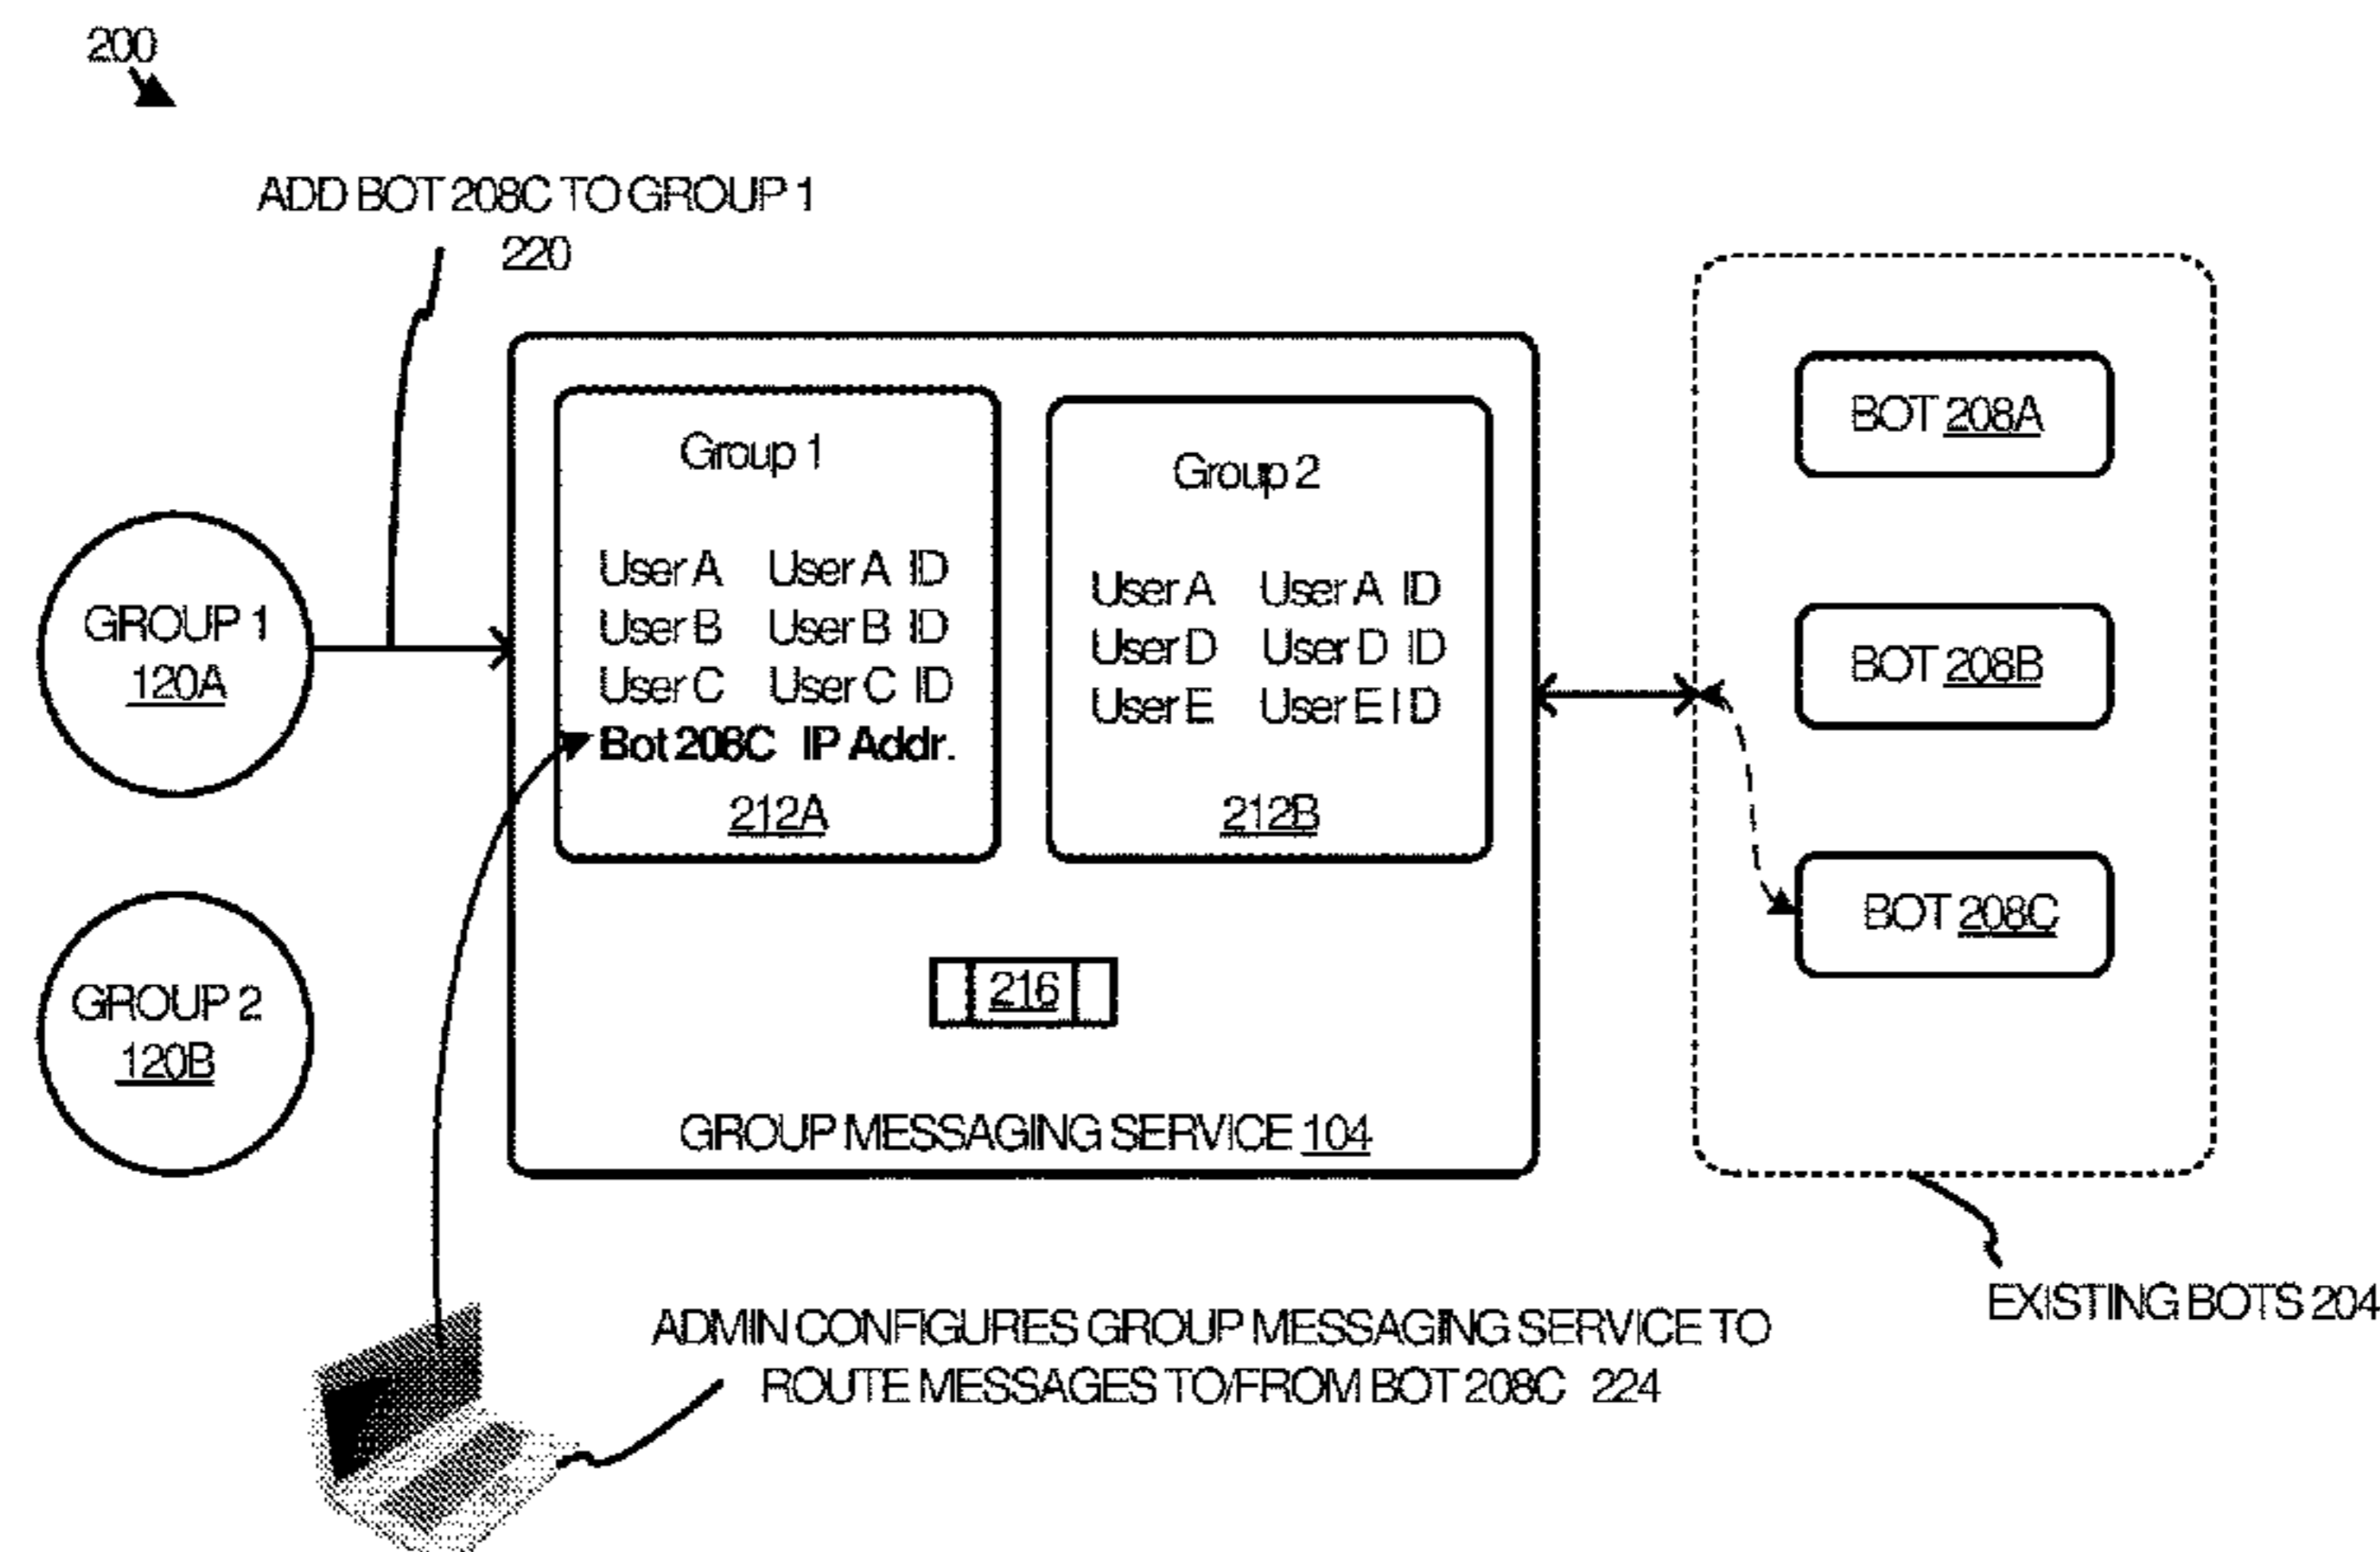 200
ADD BOT 208C TO GROUP 1
220
GROUP 1
120A
GROUP 2
120B
Group 1
User A User A ID
User B User B ID
User C User C ID
Bot 208C IP Addr.
212A
Group 2
User A User A ID
User D User D ID
User E User E ID
212B
216
GROUP MESSAGING SERVICE 104
BOT 208A
BOT 208B
BOT 208C
EXISTING BOTS 204
ADMIN CONFIGURES GROUP MESSAGING SERVICE TO
ROUTE MESSAGES TO/FROM BOT 208C 224